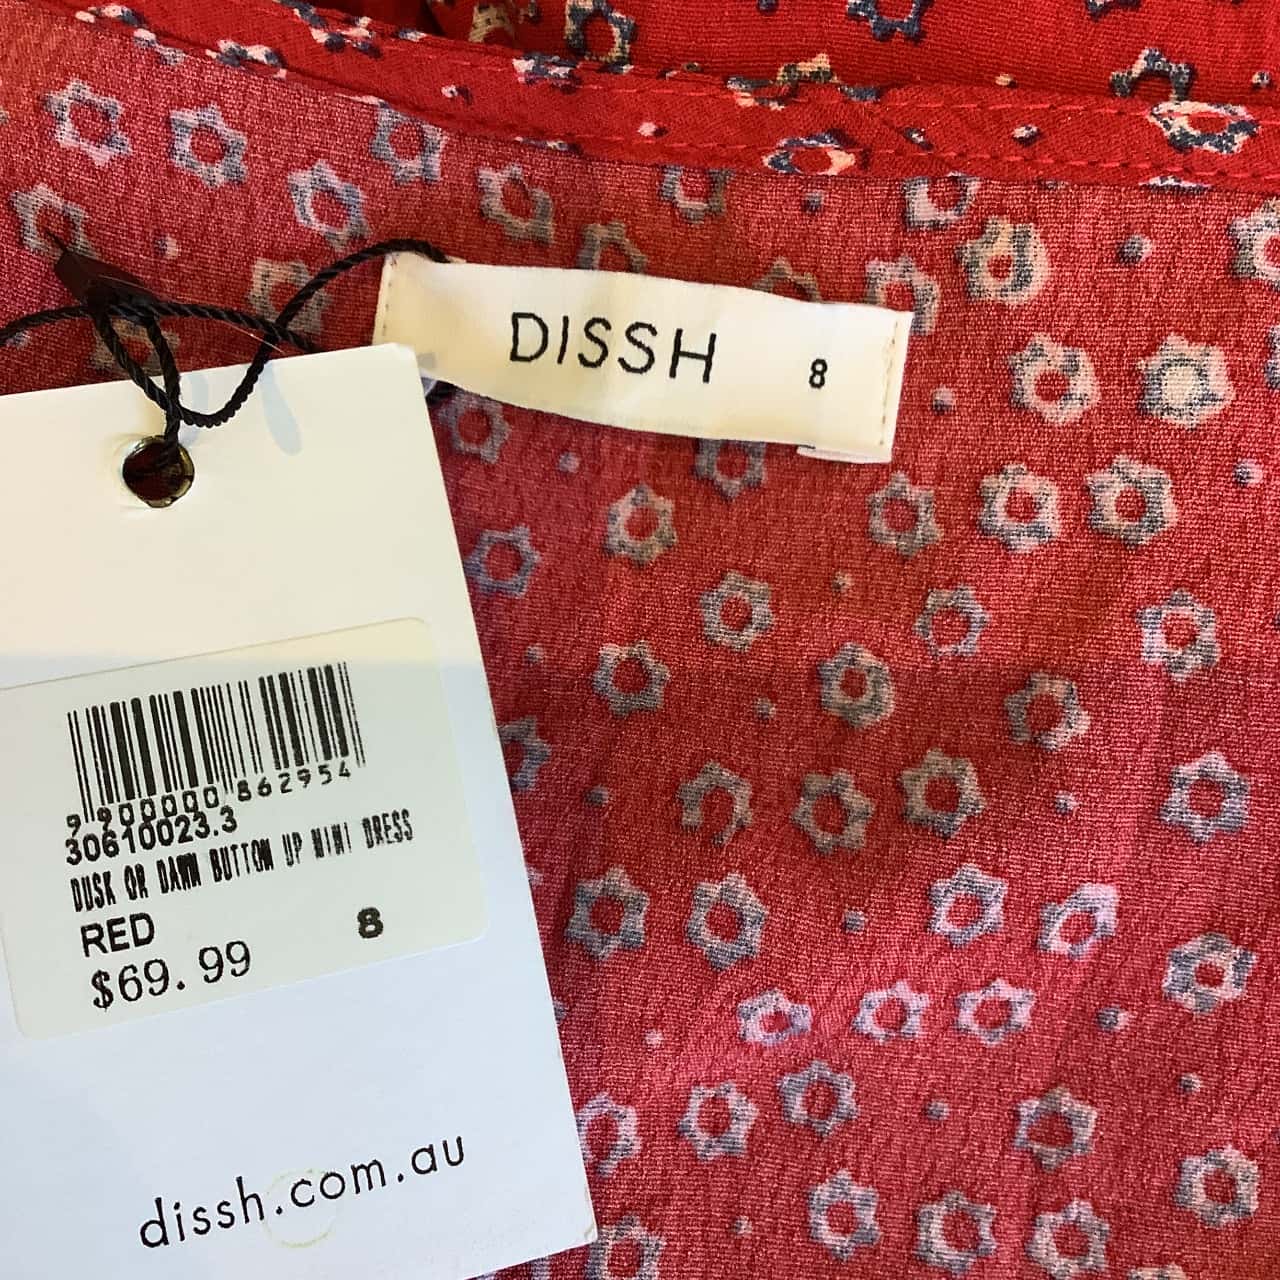 DISSH 8
9 900000 862954
30610023.3
DUSK OR DAWN BUTTON UP MINI DRESS
RED 8
$69.99
dissh.com.au